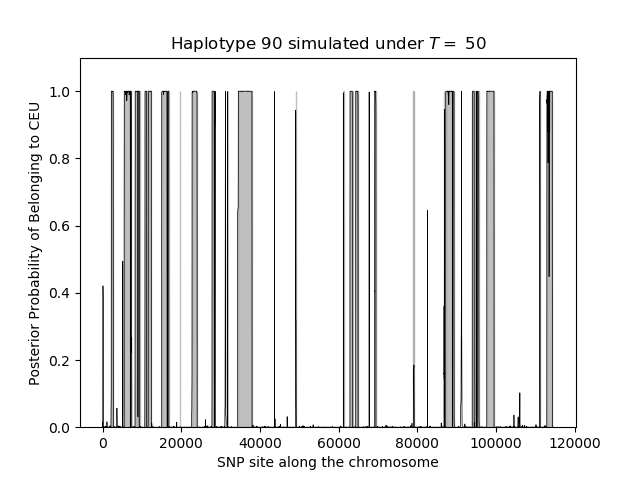 Haplotype 90 simulated under T = 50
Posterior Probability of Belonging to CEU
1.0
0.8
0.6
0.4
0.2
0.0
0 20000 40000 60000 80000 100000 120000
SNP site along the chromosome